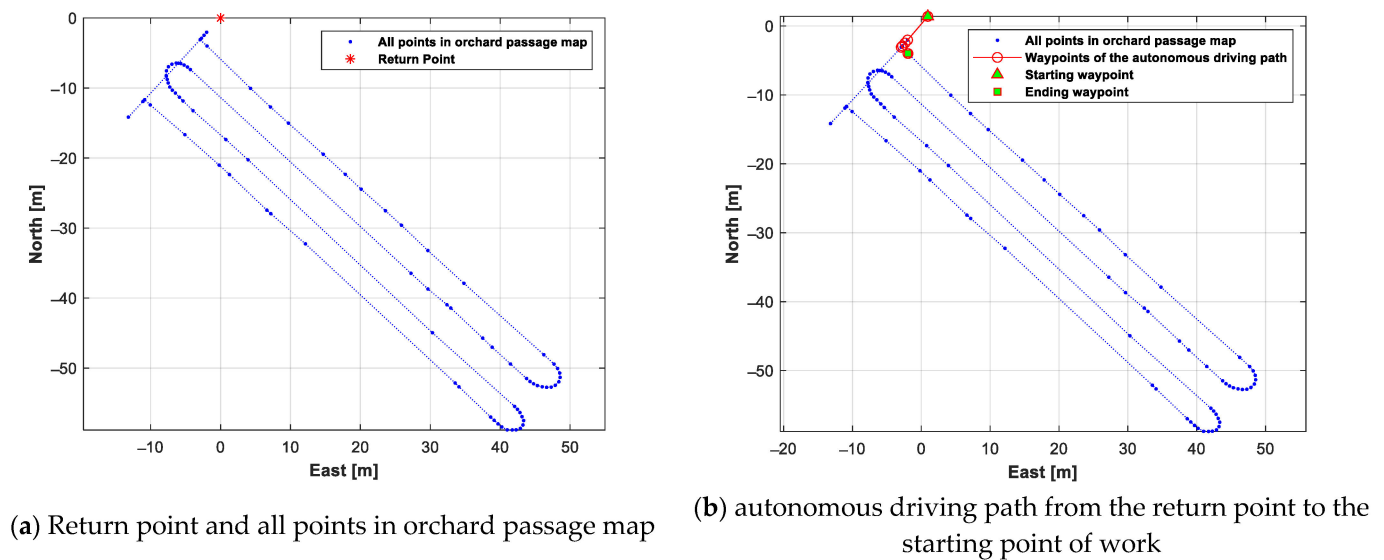 0
–10
–20
–30
–40
–50
North [m]
–10
0
10
20
30
40
50
East [m]
All points in orchard passage map
Return Point
(a) Return point and all points in orchard passage map
0
–10
–20
–30
–40
–50
North [m]
–20
–10
0
10
20
30
40
50
East [m]
All points in orchard passage map
Waypoints of the autonomous driving path
Starting waypoint
Ending waypoint
(b) autonomous driving path from the return point to the
starting point of work